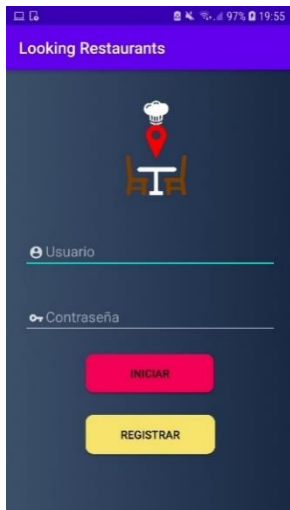 97% 19:55
Looking Restaurants
Usuario
Contraseña
INICIAR
REGISTRAR